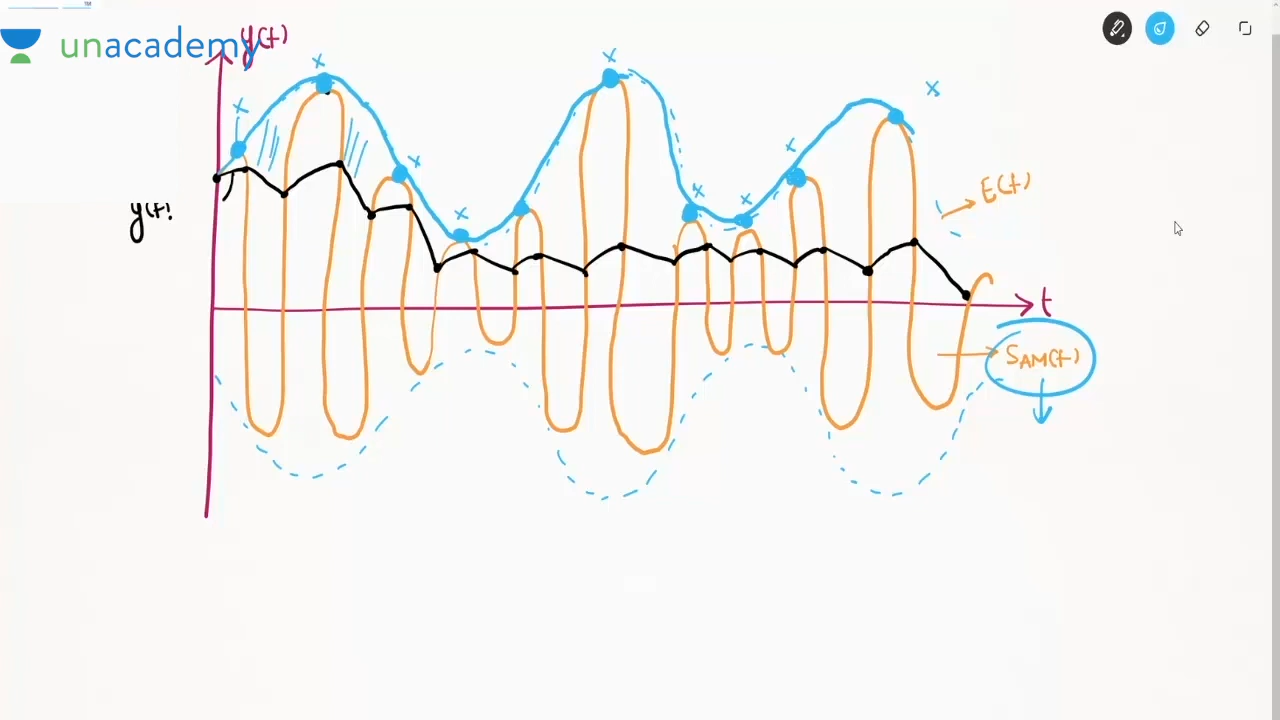 unacademy
y(t)
x x x x x x x x x x
E(t)
y(t)
t
SAM(t)